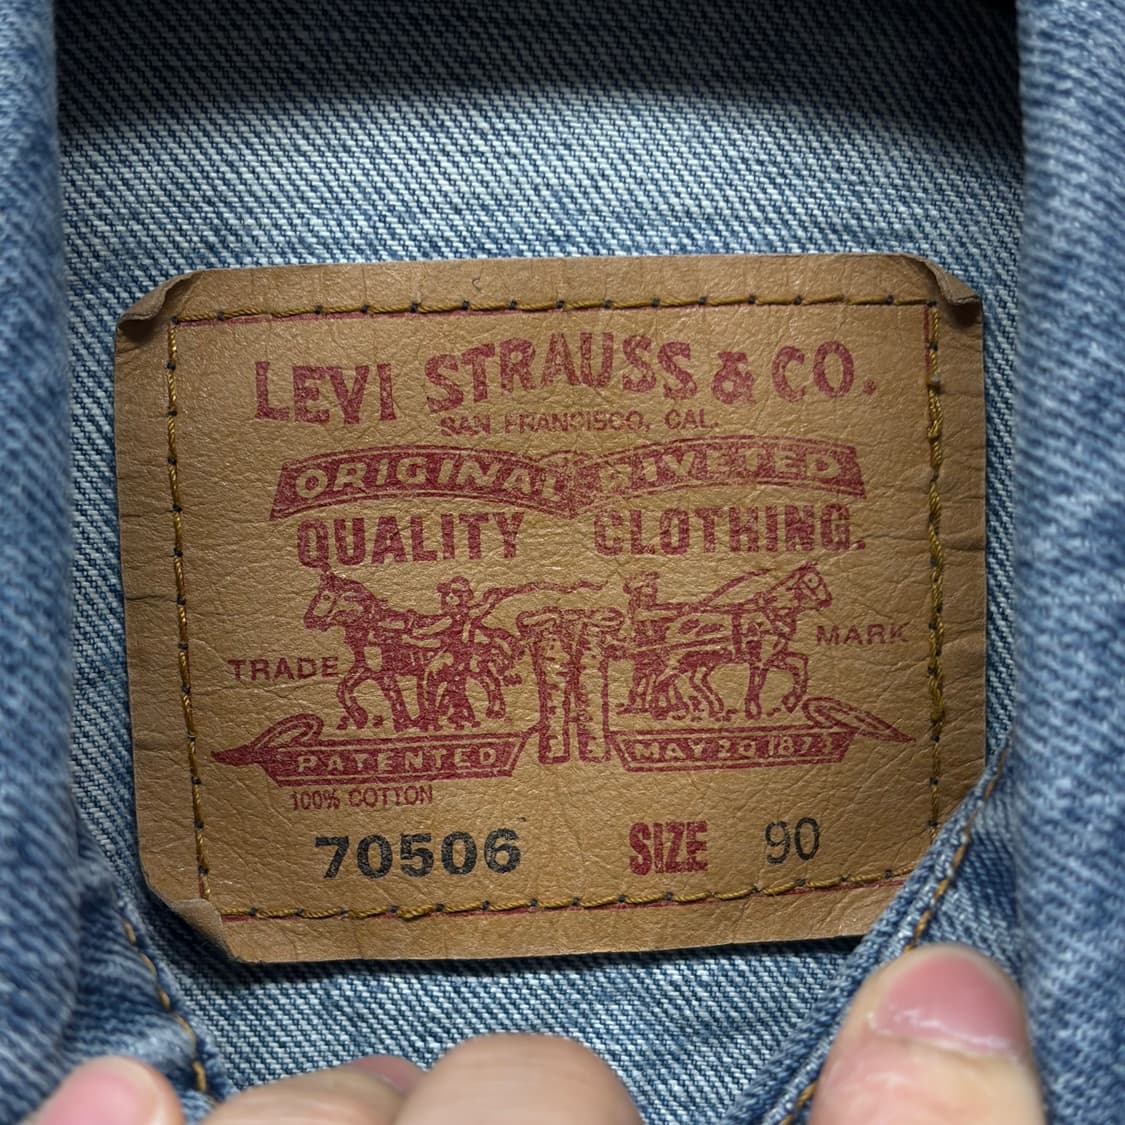 LEVI STRAUSS & CO.
SAN FRANCISCO, CAL.
ORIGINAL RIVETED
QUALITY CLOTHING.
TRADE MARK
PATENTED MAY 20 1873
100% COTTON
70506 SIZE 90